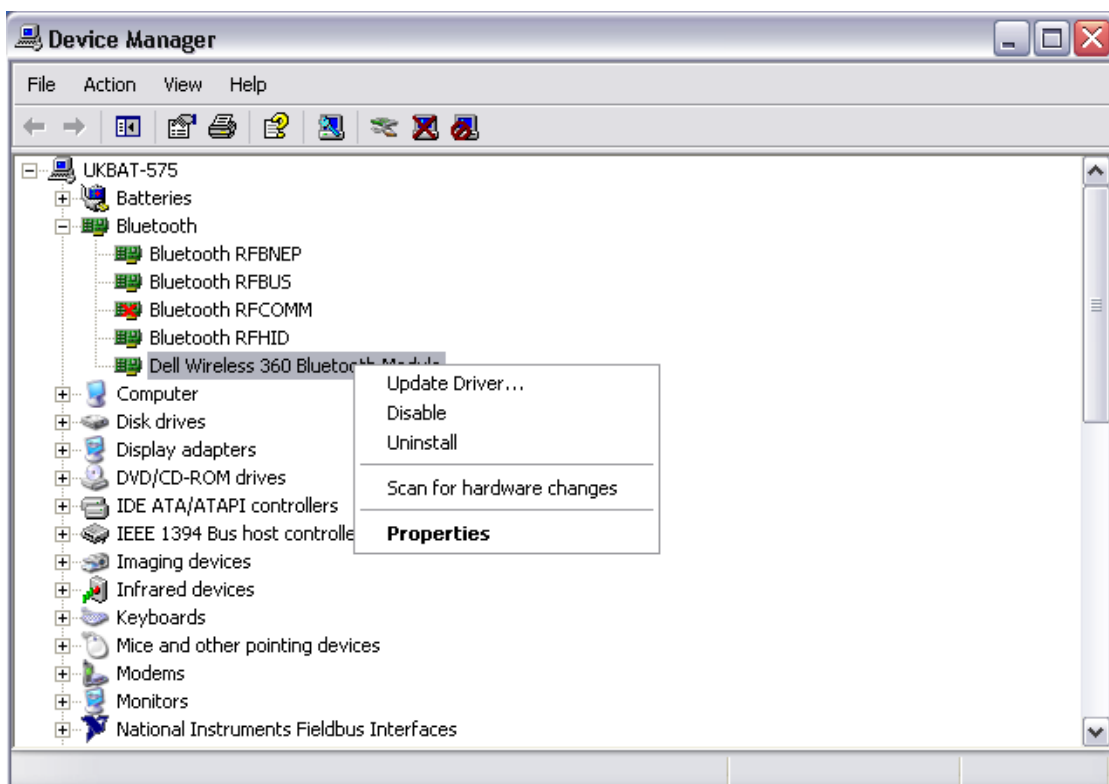 Device Manager
File Action View Help
UKBAT-575
Batteries
Bluetooth
Bluetooth RFBNEP
Bluetooth RFBUS
Bluetooth RFCOMM
Bluetooth RFHID
Dell Wireless 360 Bluetooth Module
Update Driver...
Disable
Uninstall
Scan for hardware changes
Properties
Computer
Disk drives
Display adapters
DVD/CD-ROM drives
IDE ATA/ATAPI controllers
IEEE 1394 Bus host controlle
Imaging devices
Infrared devices
Keyboards
Mice and other pointing devices
Modems
Monitors
National Instruments Fieldbus Interfaces